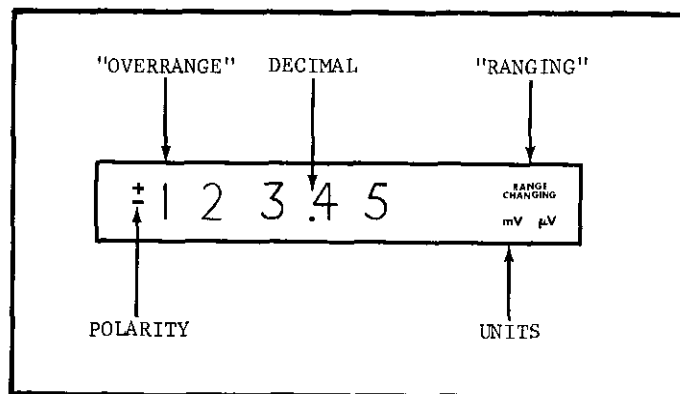 "OVERRANGE" DECIMAL "RANGING"
±1 2 3.4 5
RANGE
CHANGING
mV μV
POLARITY UNITS